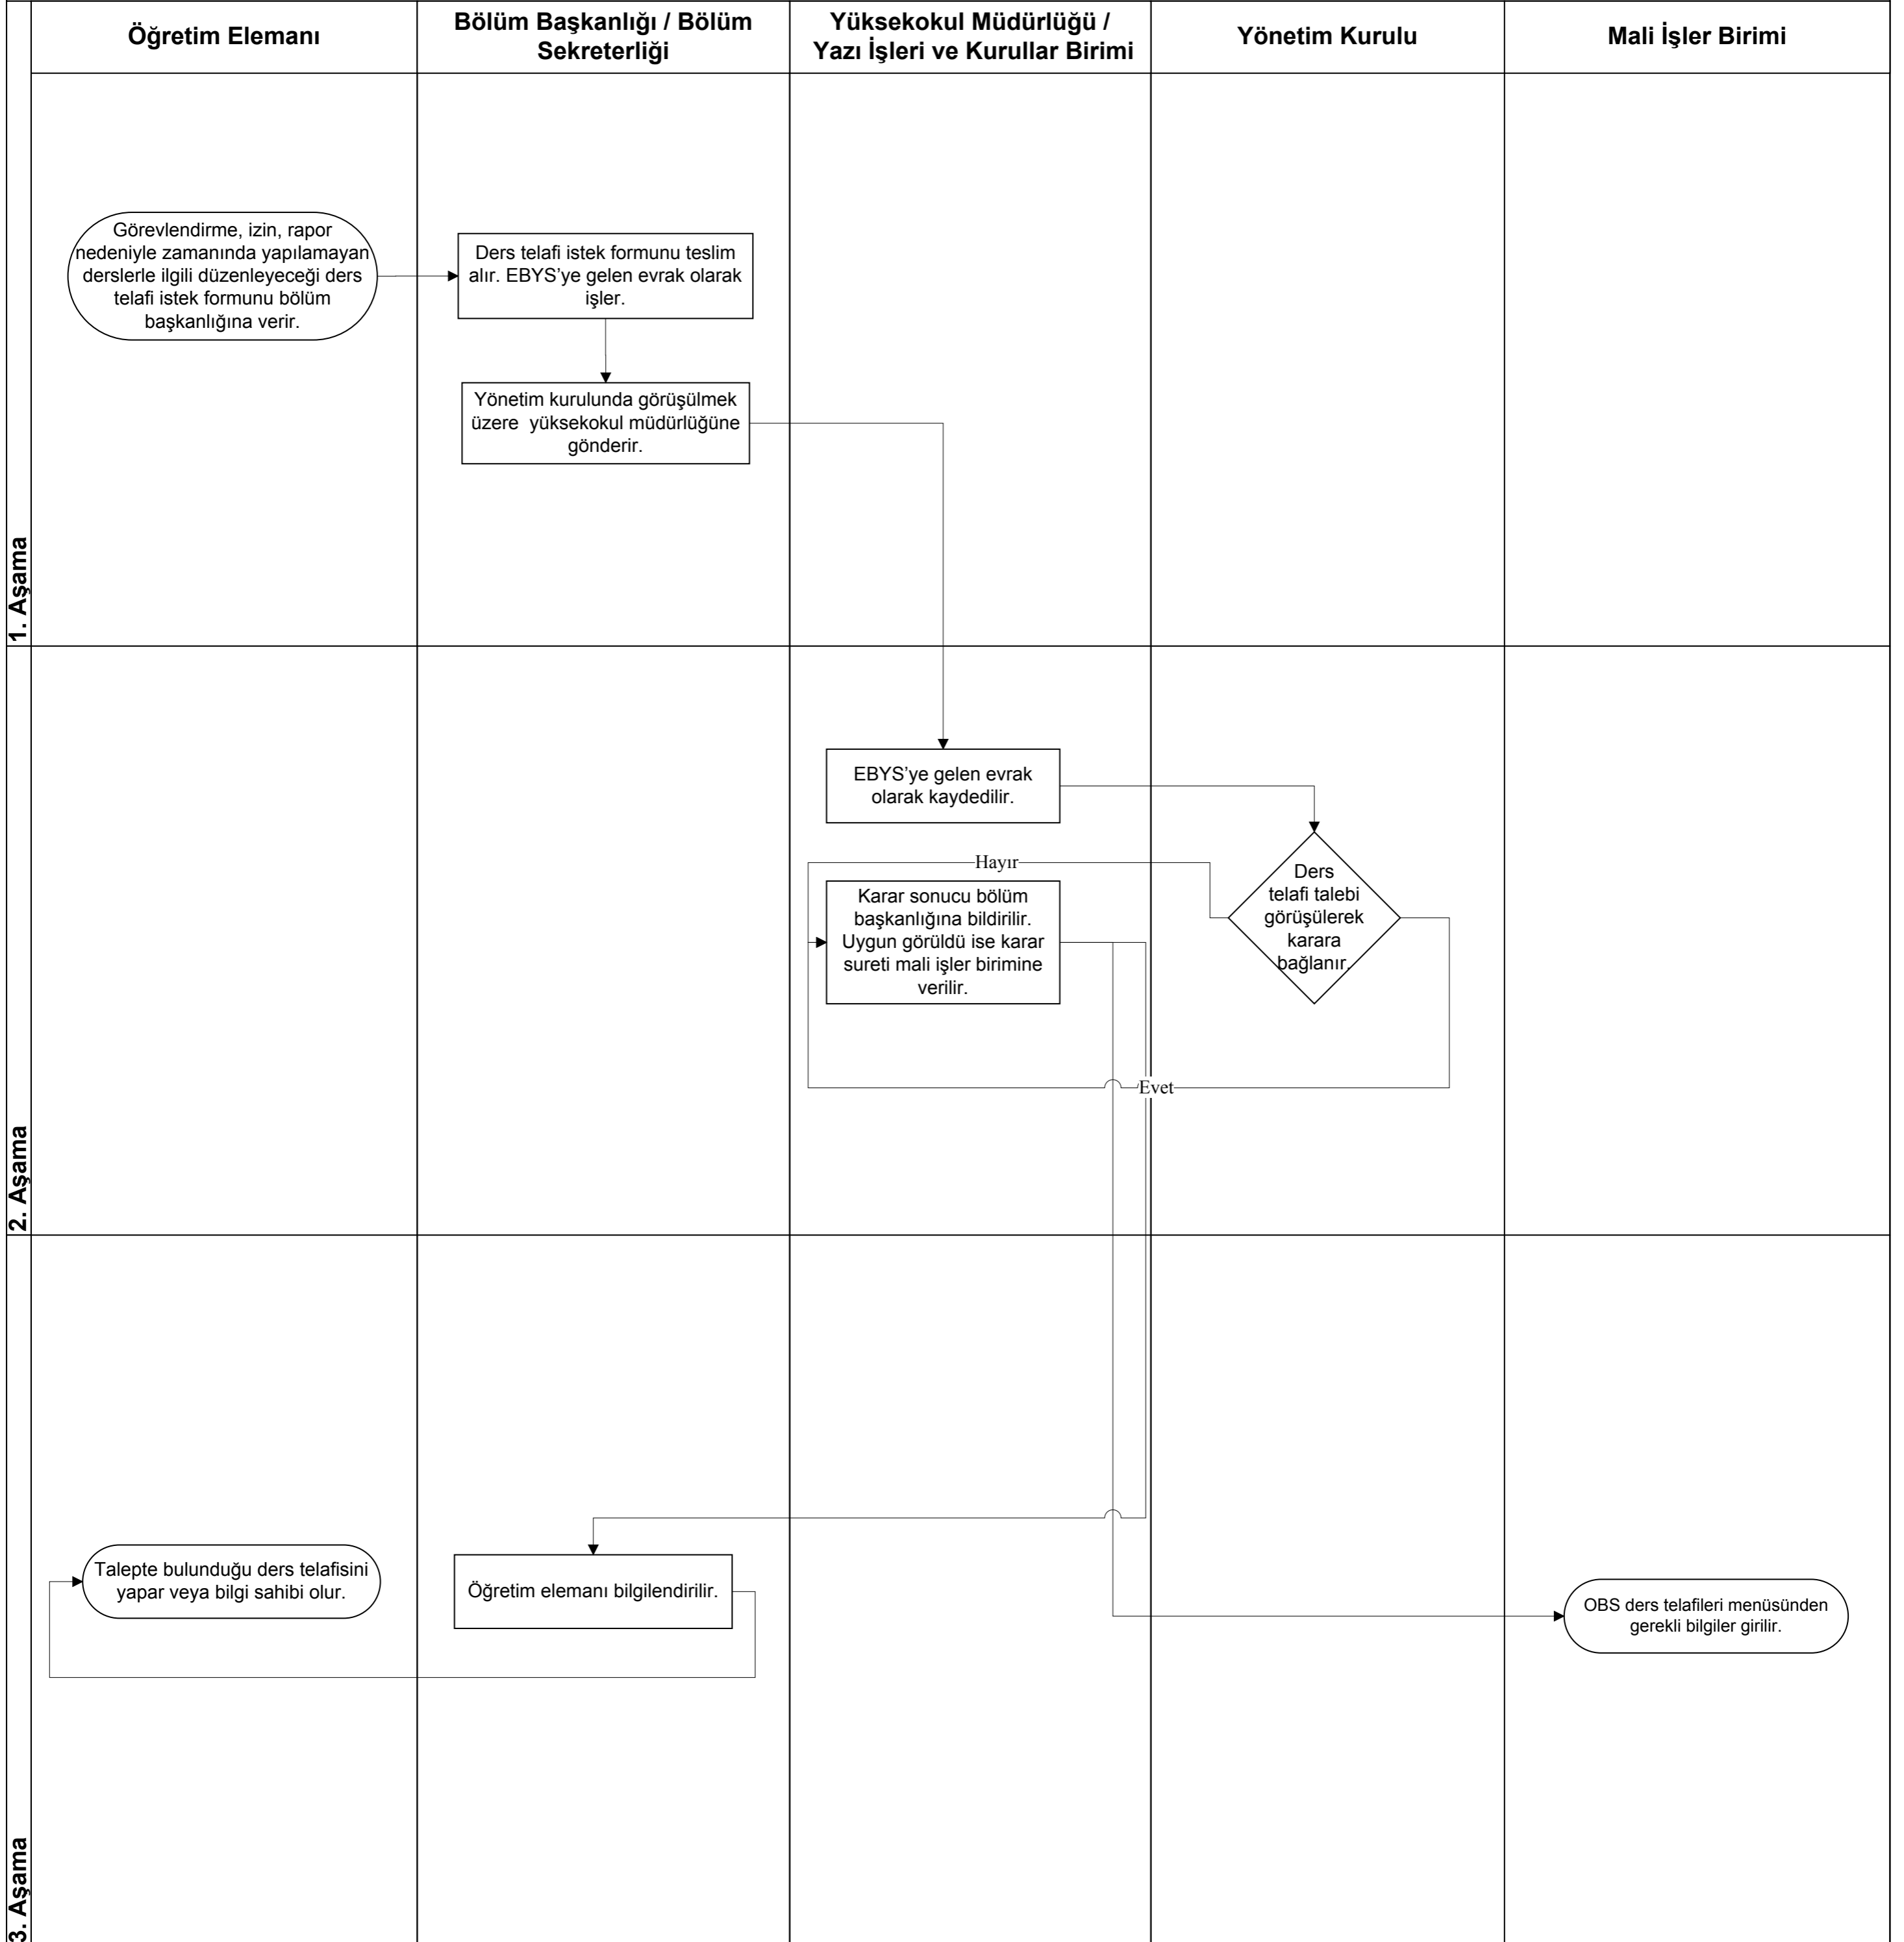 Öğretim Elemanı
Bölüm Başkanlığı / Bölüm
Sekreterliği
Yüksekokul Müdürlüğü /
Yazı İşleri ve Kurullar Birimi
Yönetim Kurulu
Mali İşler Birimi
1. Aşama
Görevlendirme, izin, rapor
nedeniyle zamanında yapılamayan
derslerle ilgili düzenleyeceği ders
telafi istek formunu bölüm
başkanlığına verir.
Ders telafi istek formunu teslim
alır. EBYS’ye gelen evrak olarak
işler.
Yönetim kurulunda görüşülmek
üzere yüksekokul müdürlüğüne
gönderir.
2. Aşama
EBYS’ye gelen evrak
olarak kaydedilir.
Hayır
Ders
telafi talebi
görüşülerek
karara
bağlanır.
Karar sonucu bölüm
başkanlığına bildirilir.
Uygun görüldü ise karar
sureti mali işler birimine
verilir.
Evet
3. Aşama
Talepte bulunduğu ders telafisini
yapar veya bilgi sahibi olur.
Öğretim elemanı bilgilendirilir.
OBS ders telafileri menüsünden
gerekli bilgiler girilir.